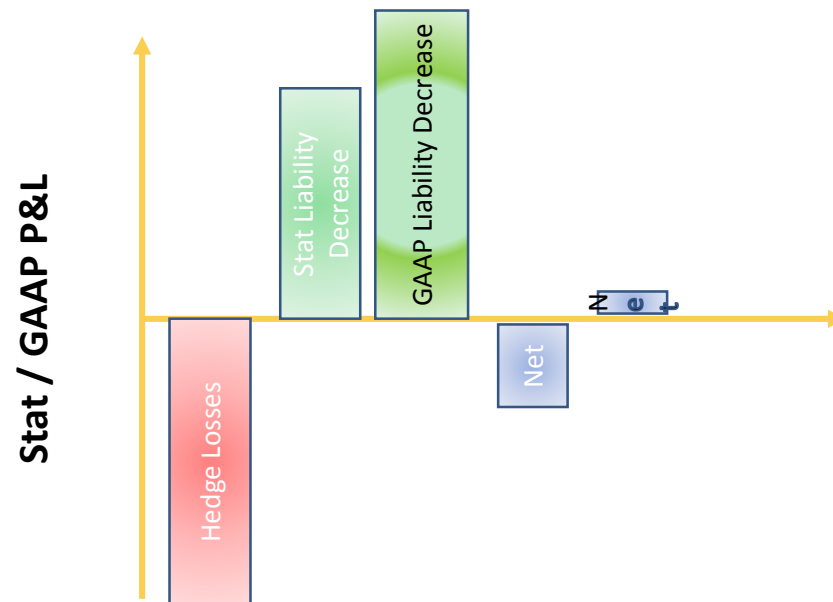 Stat / GAAP P&L
Hedge Losses
Stat Liability
Decrease
GAAP Liability Decrease
Net
Net